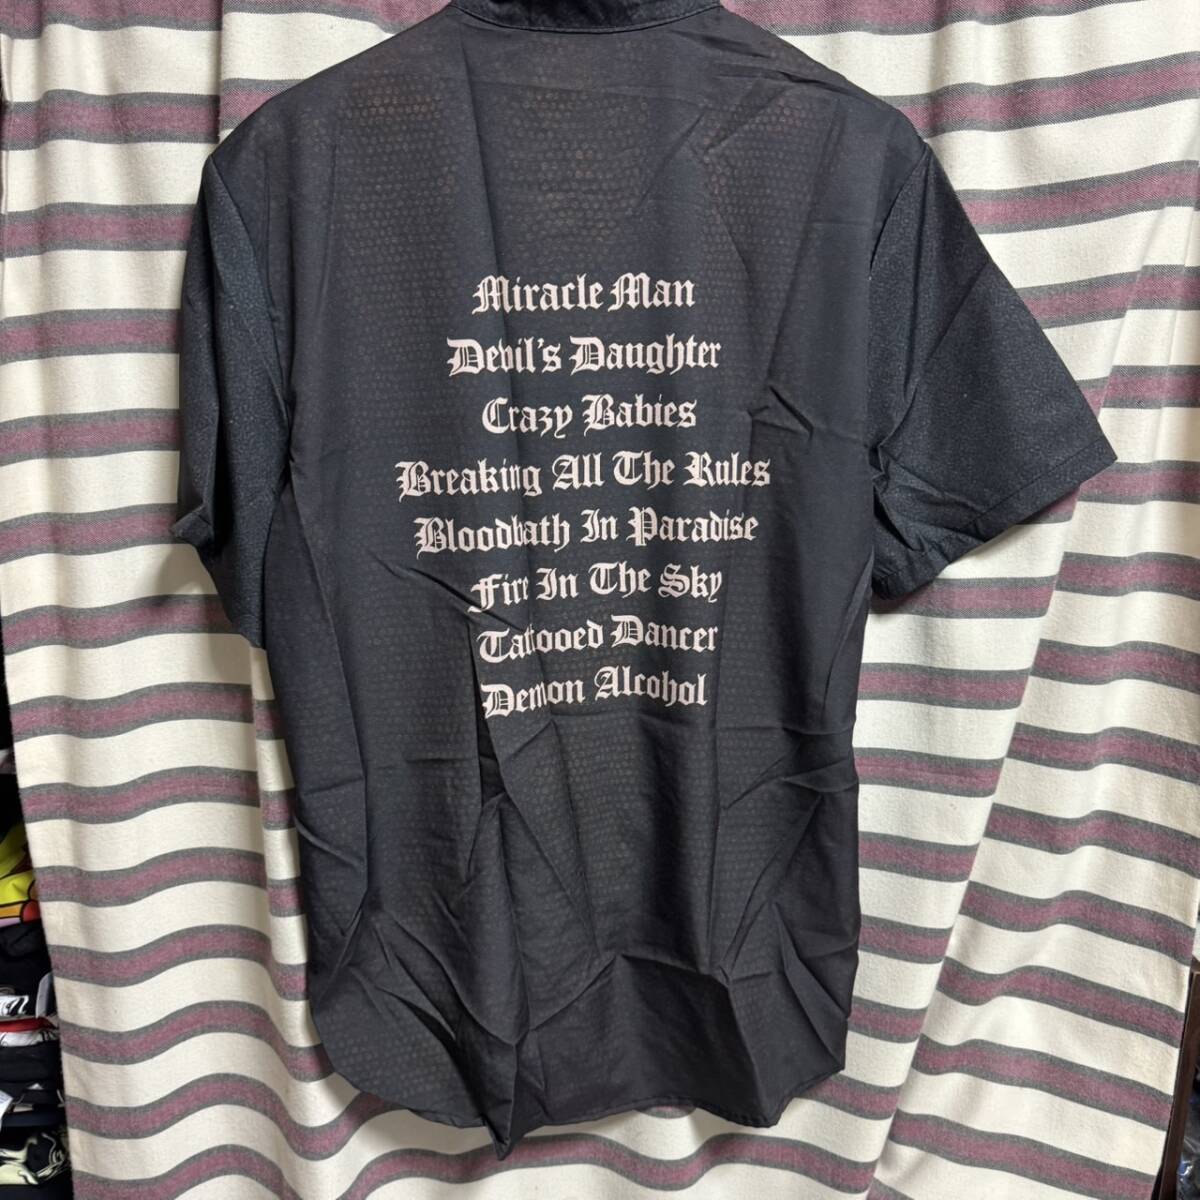 Miracle Man
Devil's Daughter
Crazy Babies
Breaking All The Rules
Bloodbath In Paradise
Fire In The Sky
Tattooed Dancer
Demon Alcohol